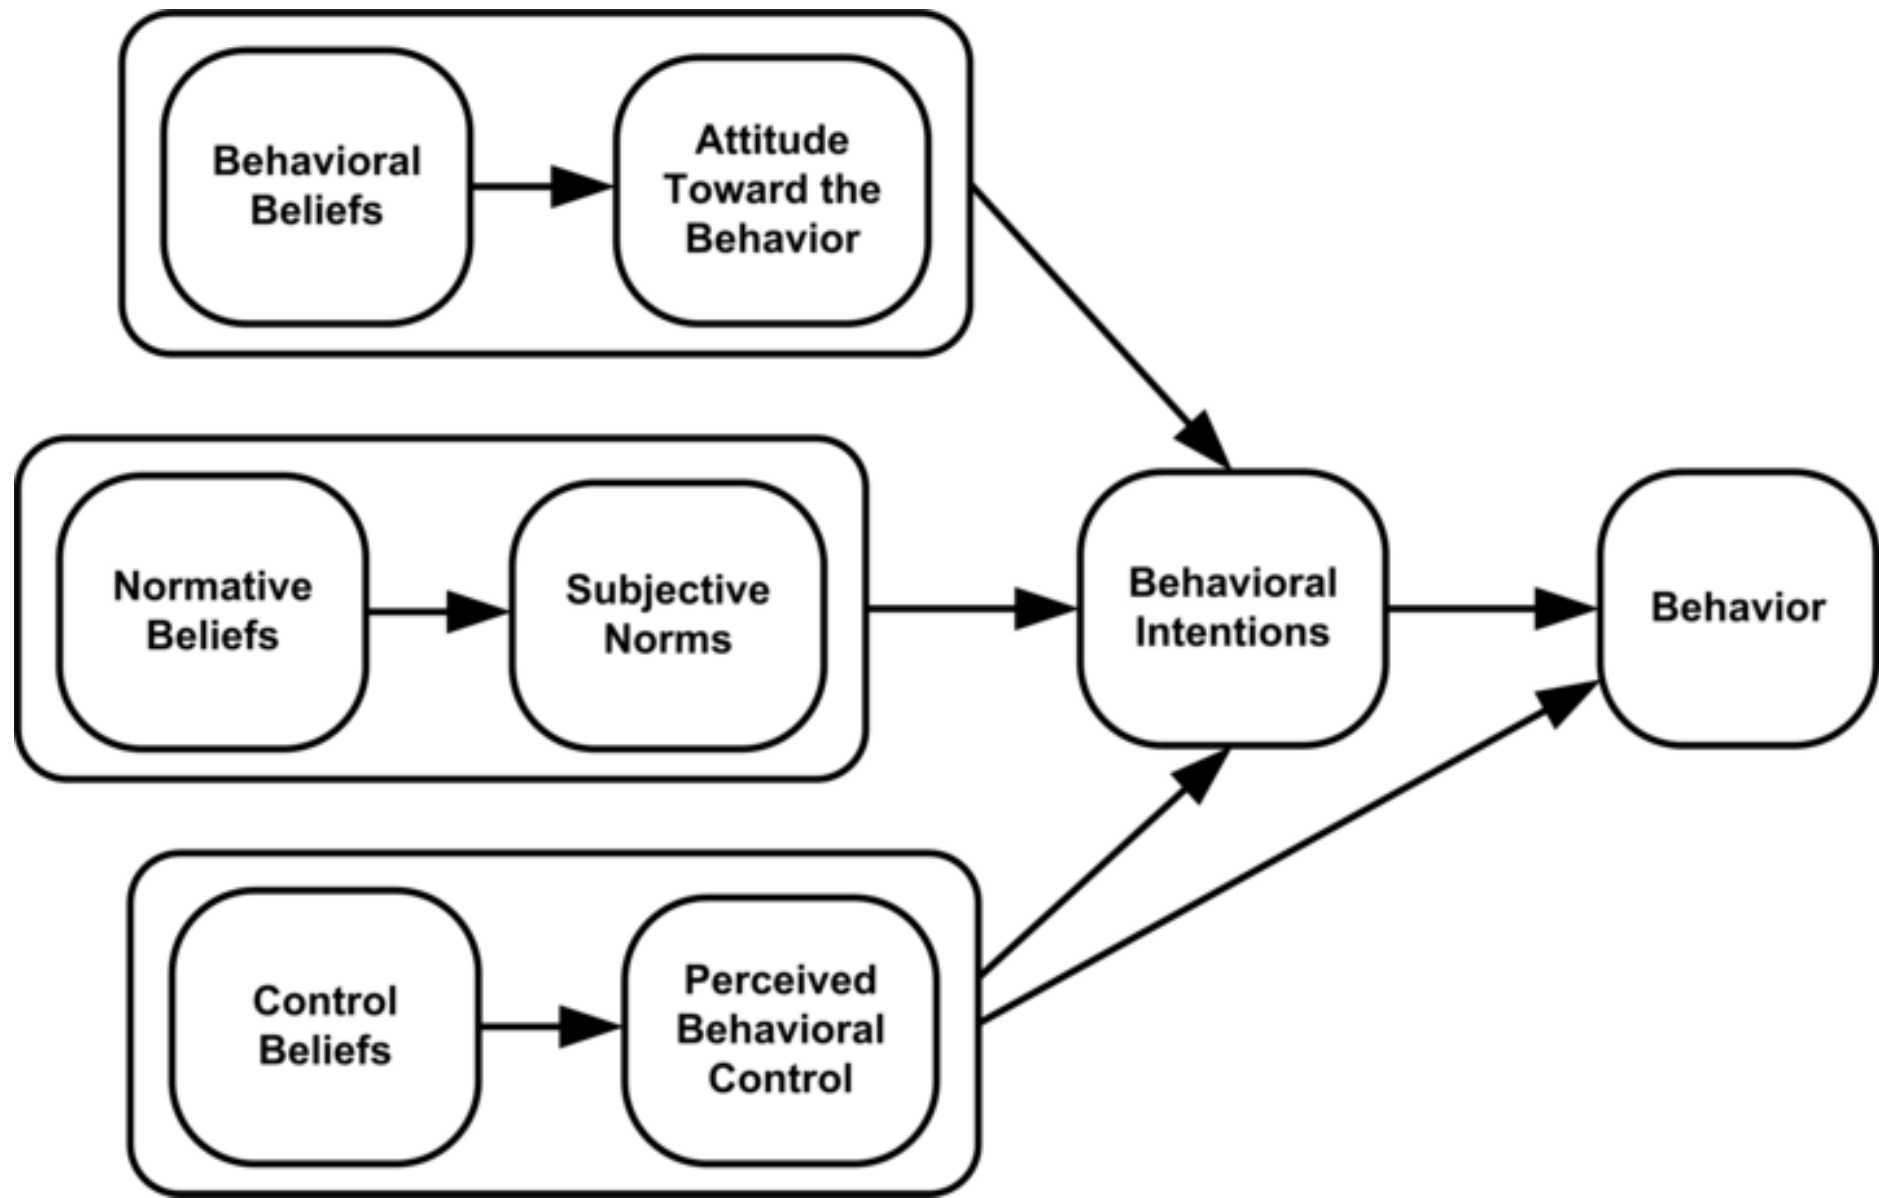 Behavioral
Beliefs
Attitude
Toward the
Behavior
Normative
Beliefs
Subjective
Norms
Behavioral
Intentions
Behavior
Control
Beliefs
Perceived
Behavioral
Control